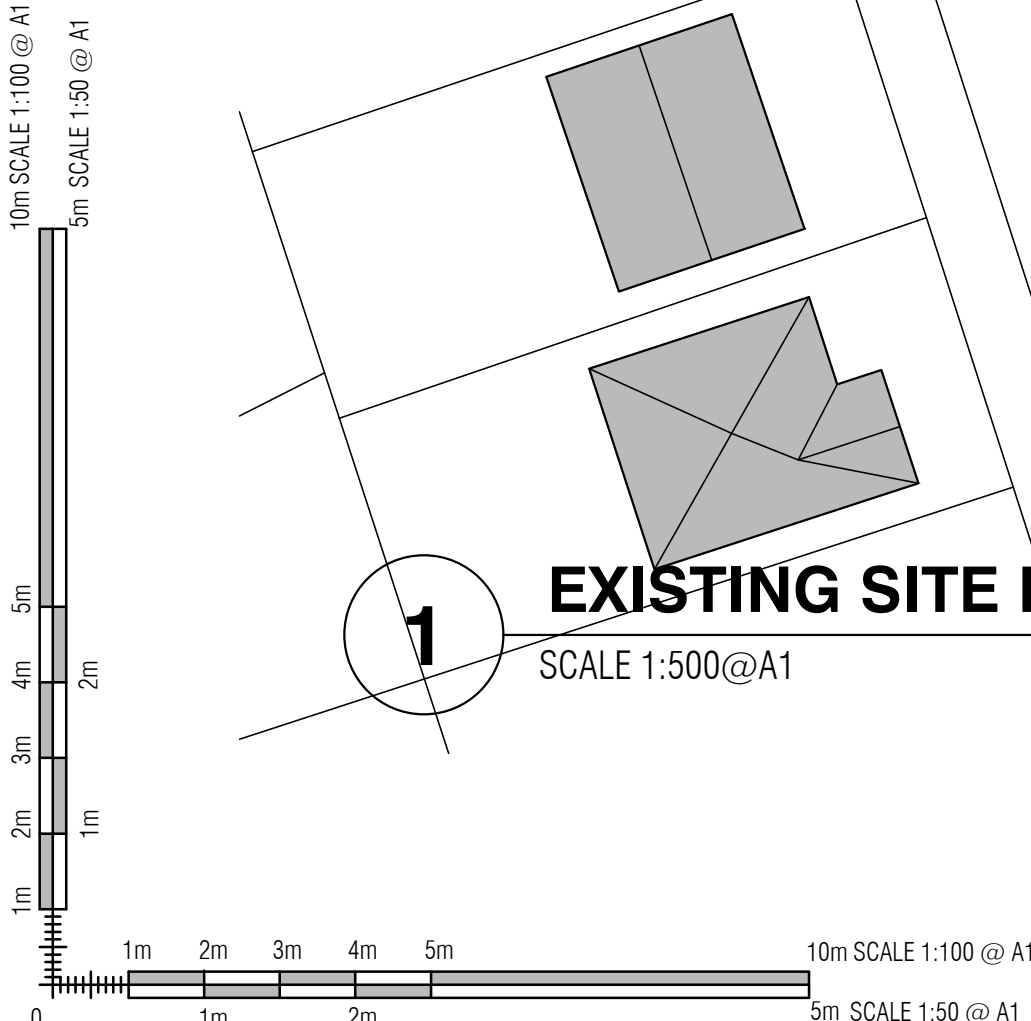 10m SCALE 1:100 @ A1
5m SCALE 1:50 @ A1
5m
4m
2m
3m
2m
1m
1m
1
EXISTING SITE
SCALE 1:500@A1
1m 2m 3m 4m 5m 10m SCALE 1:100 @ A1
0 1m 2m 5m SCALE 1:50 @ A1